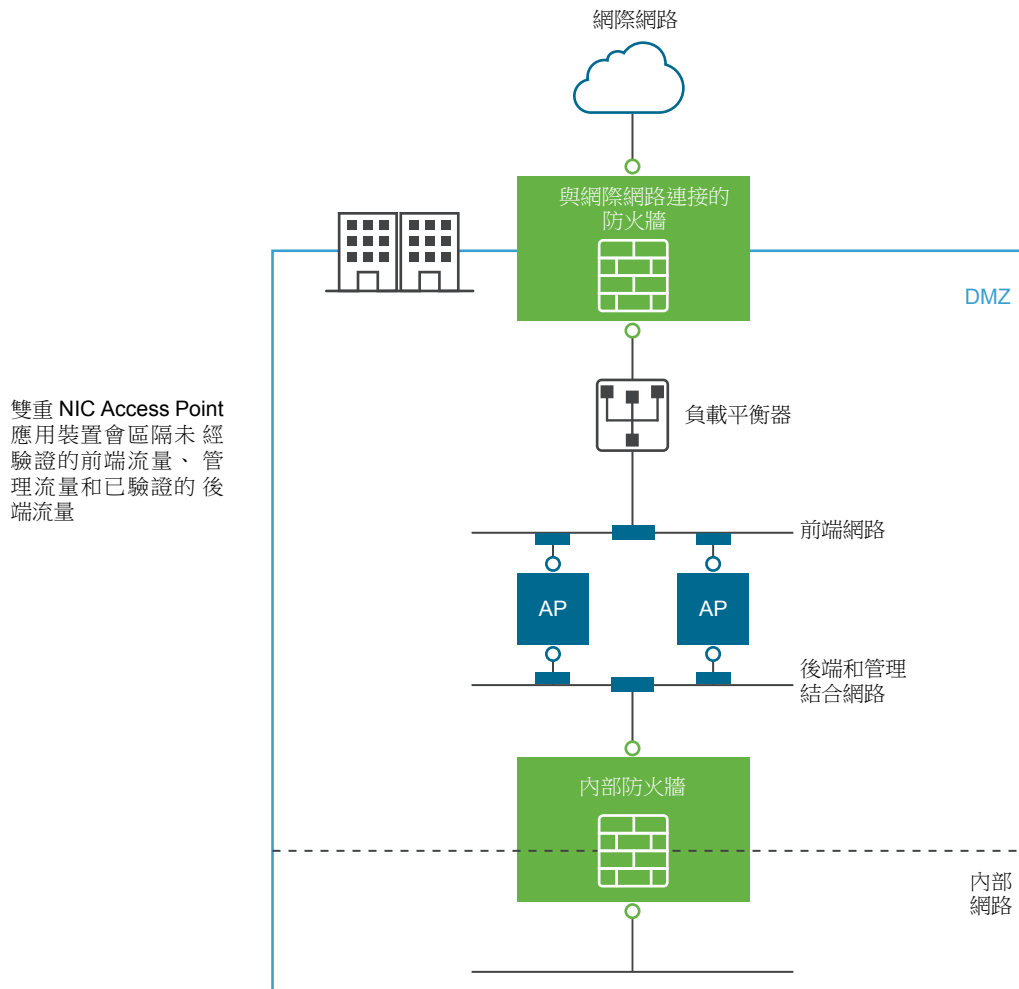 網際網路
與網際網路連接的
防火牆
DMZ
雙重 NIC Access Point
應用裝置會區隔未 經
驗證的前端流量、 管
理流量和已驗證的 後
端流量
負載平衡器
前端網路
AP
AP
後端和管理
結合網路
內部防火牆
內部
網路